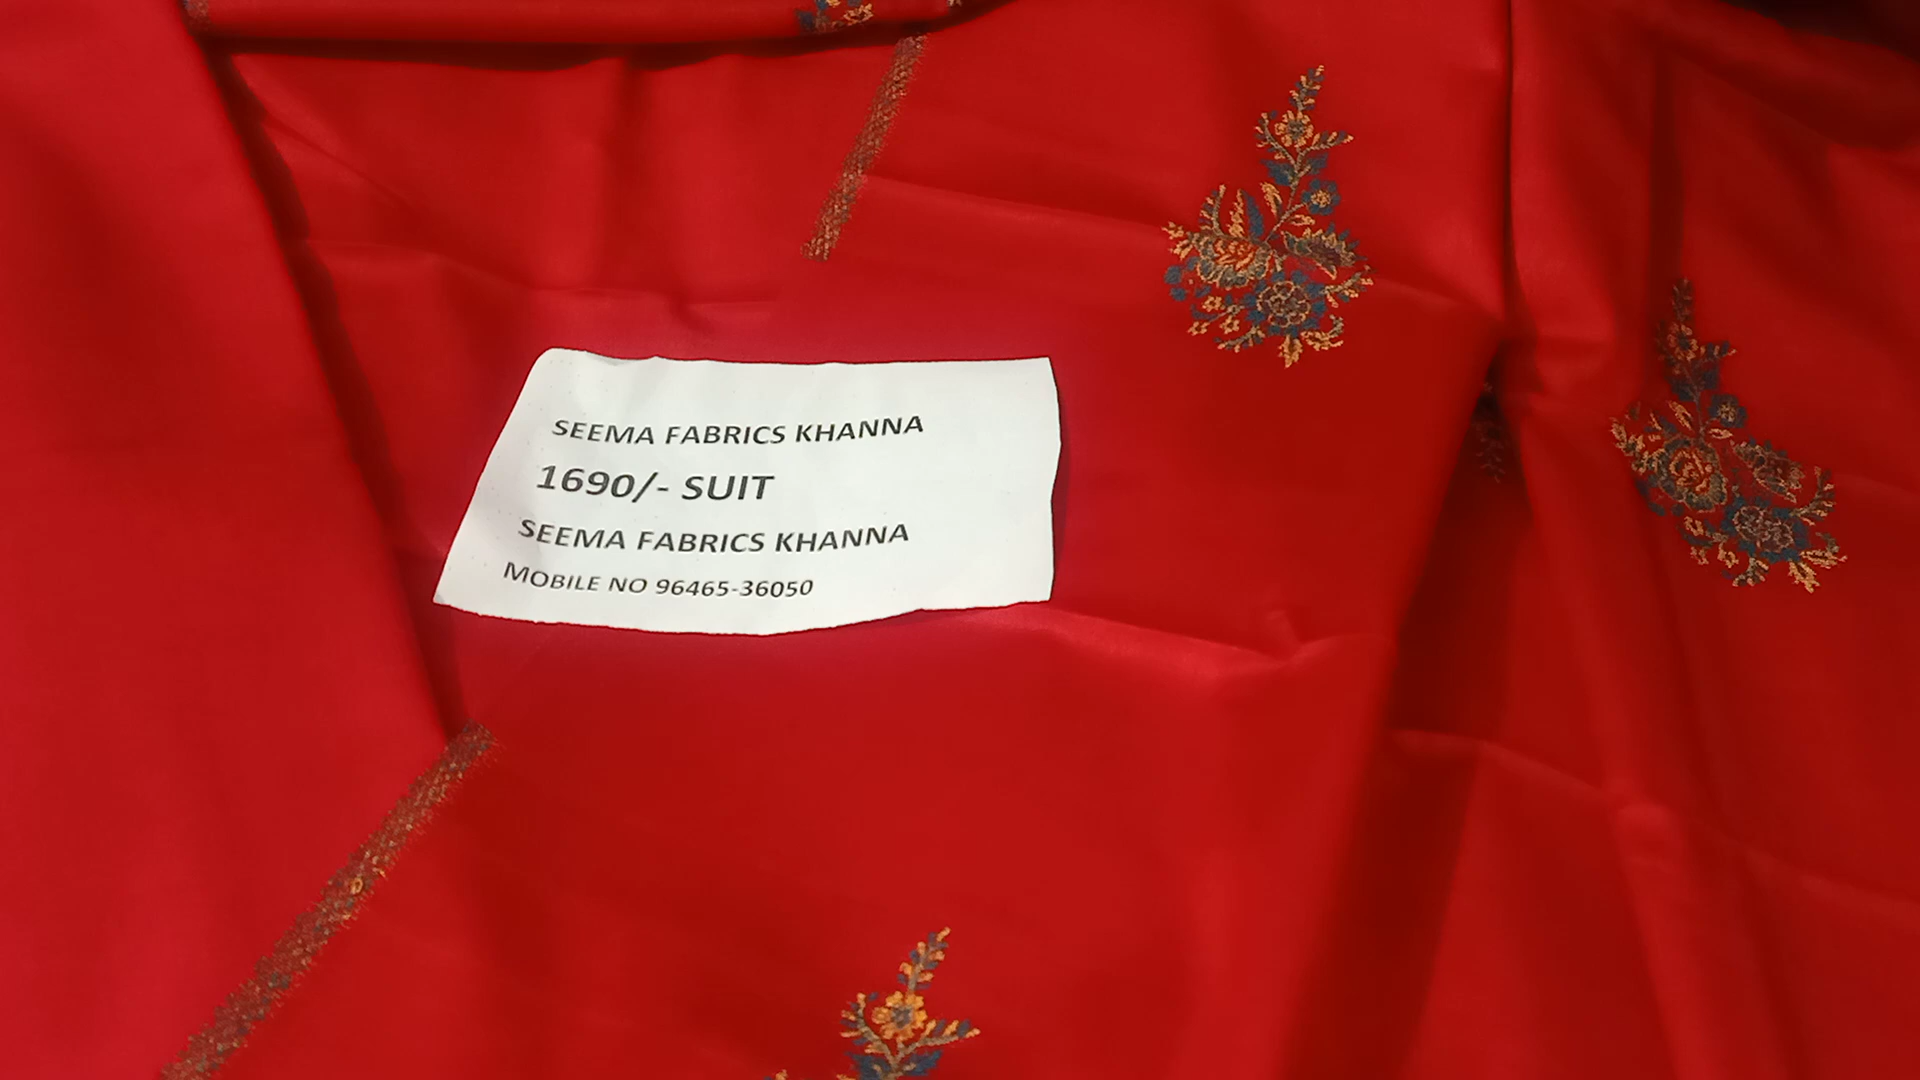 SEEMA FABRICS KHANNA
1690/- SUIT
SEEMA FABRICS KHANNA
MOBILE NO 96465-36050